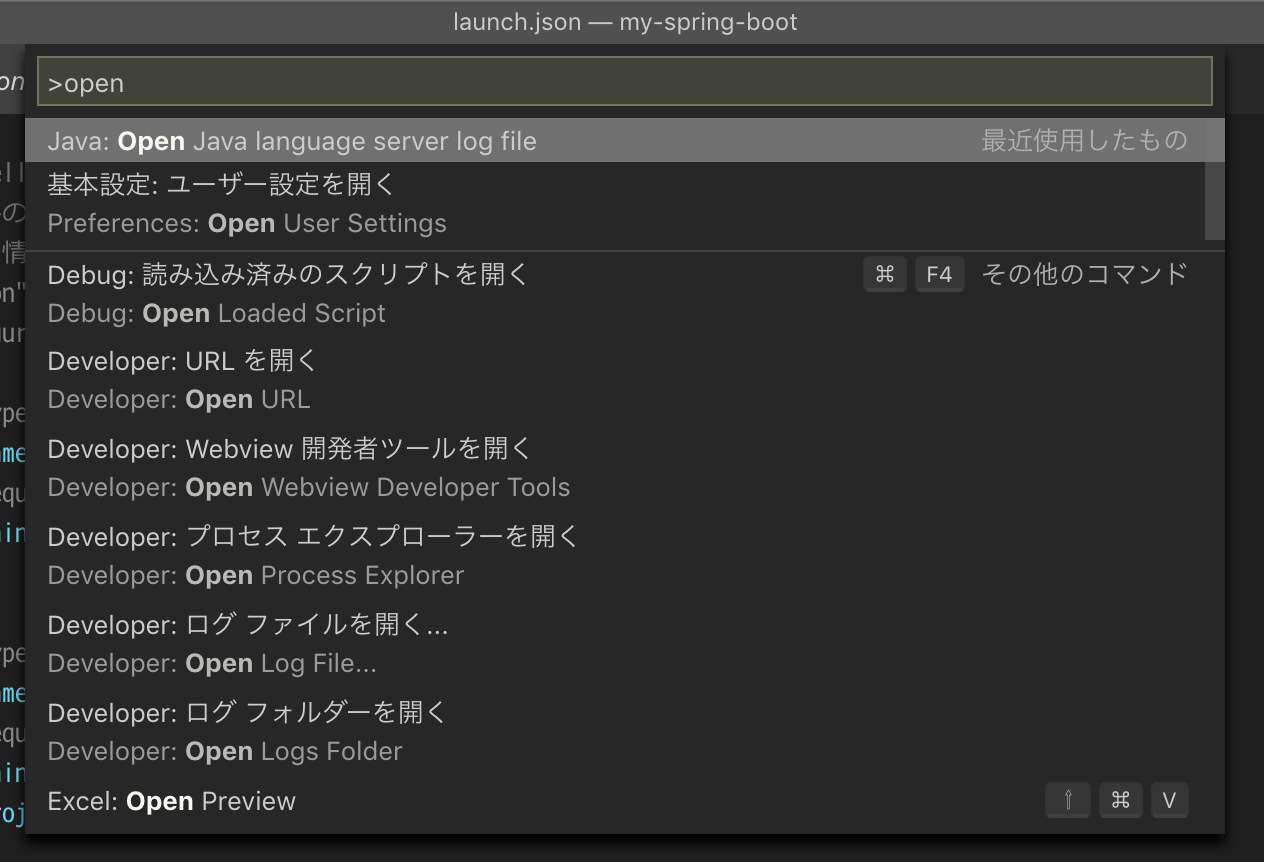 launch.json — my-spring-boot
>open
Java: Open Java language server log file 最近使用したもの
基本設定: ユーザー設定を開く
Preferences: Open User Settings
Debug: 読み込み済みのスクリプトを開く ⌘ F4 その他のコマンド
Debug: Open Loaded Script
Developer: URL を開く
Developer: Open URL
Developer: Webview 開発者ツールを開く
Developer: Open Webview Developer Tools
Developer: プロセス エクスプローラーを開く
Developer: Open Process Explorer
Developer: ログ ファイルを開く...
Developer: Open Log File...
Developer: ログ フォルダーを開く
Developer: Open Logs Folder
Excel: Open Preview ⇧ ⌘ V